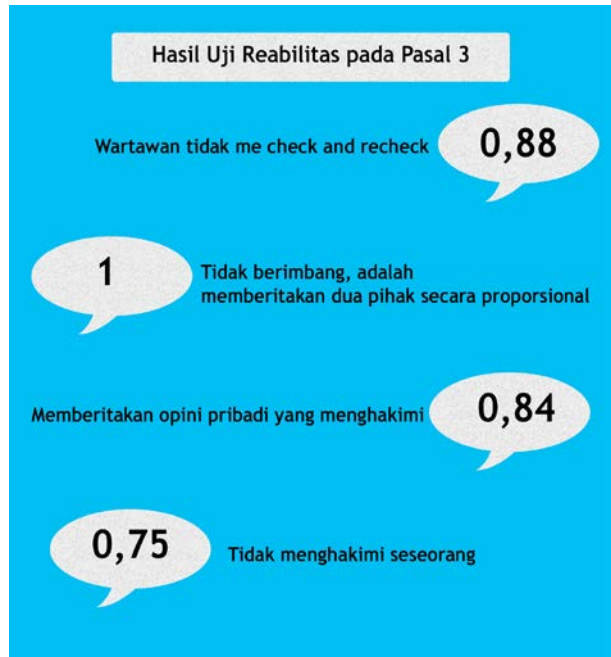 Hasil Uji Reabilitas pada Pasal 3
Wartawan tidak me check and recheck
0,88
1
Tidak berimbang, adalah
memberitakan dua pihak secara proporsional
Memberitakan opini pribadi yang menghakimi
0,84
0,75
Tidak menghakimi seseorang